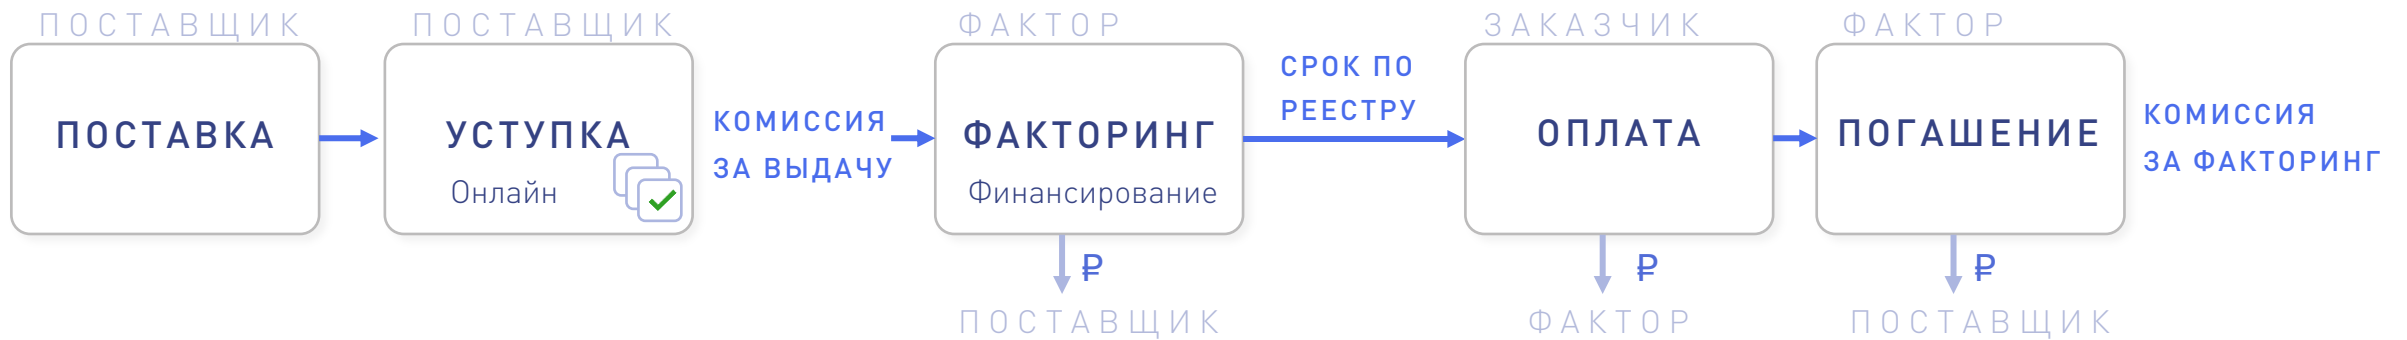 ПОСТАВЩИК
ПОСТАВКА
ПОСТАВЩИК
УСТУПКА
Онлайн
КОМИССИЯ
ЗА ВЫДАЧУ
ФАКТОР
ФАКТОРИНГ
Финансирование
₽
ПОСТАВЩИК
СРОК ПО
РЕЕСТРУ
ЗАКАЗЧИК
ОПЛАТА
₽
ФАКТОР
ФАКТОР
ПОГАШЕНИЕ
₽
ПОСТАВЩИК
КОМИССИЯ
ЗА ФАКТОРИНГ